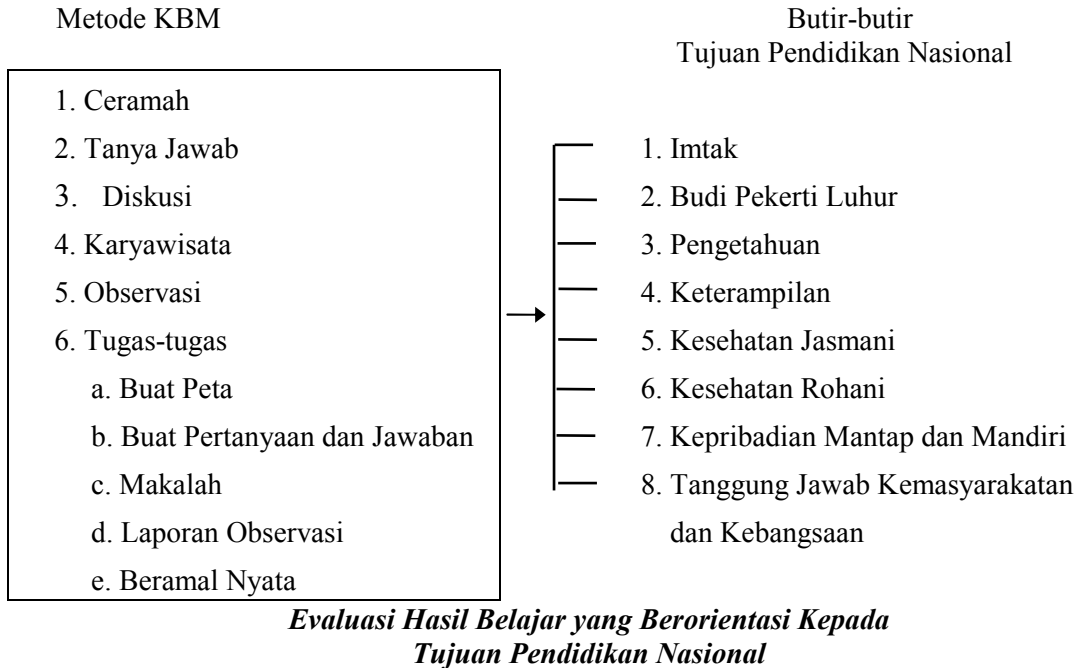 Metode KBM
1. Ceramah
2. Tanya Jawab
3. Diskusi
4. Karyawisata
5. Observasi
6. Tugas-tugas
a. Buat Peta
b. Buat Pertanyaan dan Jawaban
c. Makalah
d. Laporan Observasi
e. Beramal Nyata
Butir-butir
Tujuan Pendidikan Nasional
1. Imtak
2. Budi Pekerti Luhur
3. Pengetahuan
4. Keterampilan
5. Kesehatan Jasmani
6. Kesehatan Rohani
7. Kepribadian Mantap dan Mandiri
8. Tanggung Jawab Kemasyarakatan
dan Kebangsaan
Evaluasi Hasil Belajar yang Berorientasi Kepada
Tujuan Pendidikan Nasional